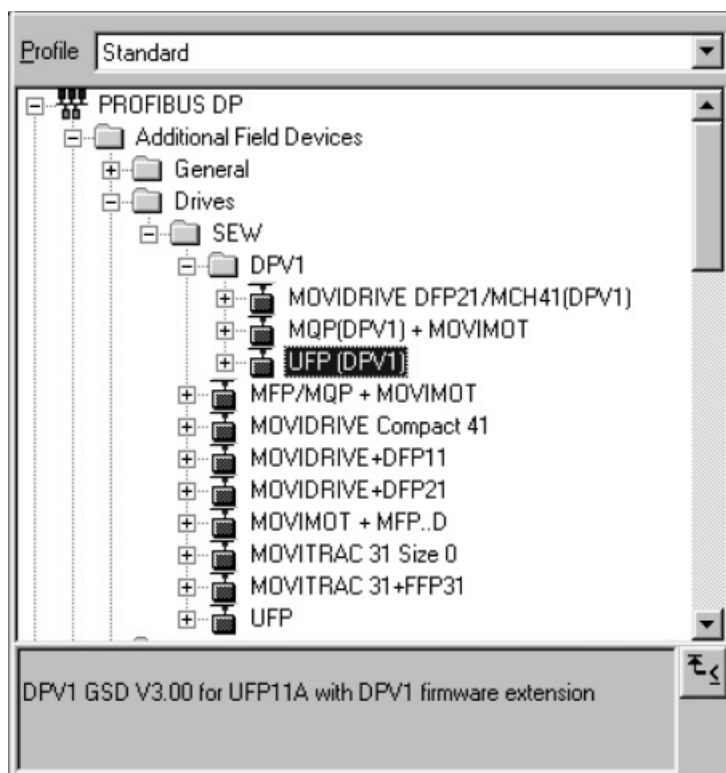 Profile Standard
PROFIBUS DP
Additional Field Devices
General
Drives
SEW
DPV1
MOVIDRIVE DFP21/MCH41(DPV1)
MQP(DPV1) + MOVIMOT
UFP (DPV1)
MFP/MQP + MOVIMOT
MOVIDRIVE Compact 41
MOVIDRIVE+DFP11
MOVIDRIVE+DFP21
MOVIMOT + MFP..D
MOVITRAC 31 Size 0
MOVITRAC 31+FFP31
UFP
DPV1 GSD V3.00 for UFP11A with DPV1 firmware extension